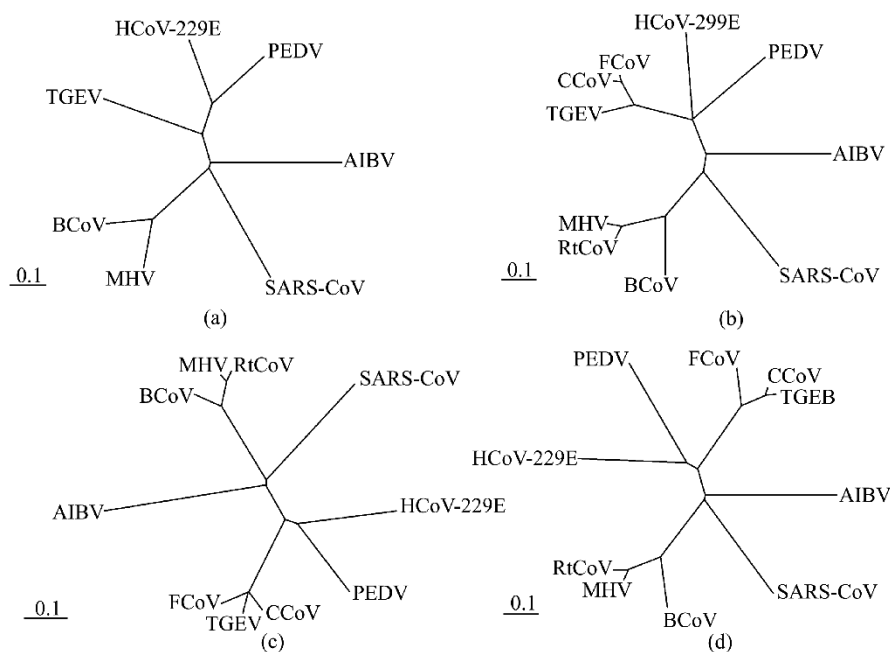 HCoV-229E
PEDV
TGEV
AIBV
BCoV
MHV
SARS-CoV
0.1
(a)
HCoV-299E
FCoV
CCoV
PEDV
TGEV
AIBV
MHV
RtCoV
BCoV
SARS-CoV
0.1
(b)
MHV RtCoV
BCoV
SARS-CoV
AIBV
HCoV-229E
FCoV
CCoV
TGEV
PEDV
0.1
(c)
PEDV
FCoV
CCoV
TGEB
HCoV-229E
AIBV
RtCoV
MHV
BCoV
SARS-CoV
0.1
(d)